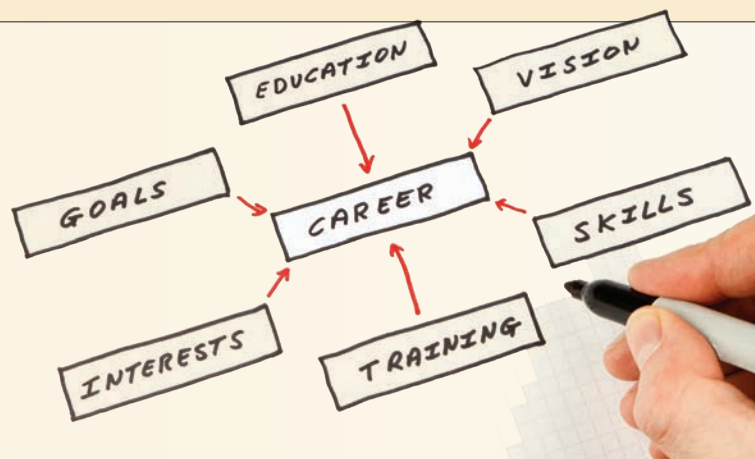 EDUCATION
VISION
GOALS
CAREER
SKILLS
INTERESTS
TRAINING